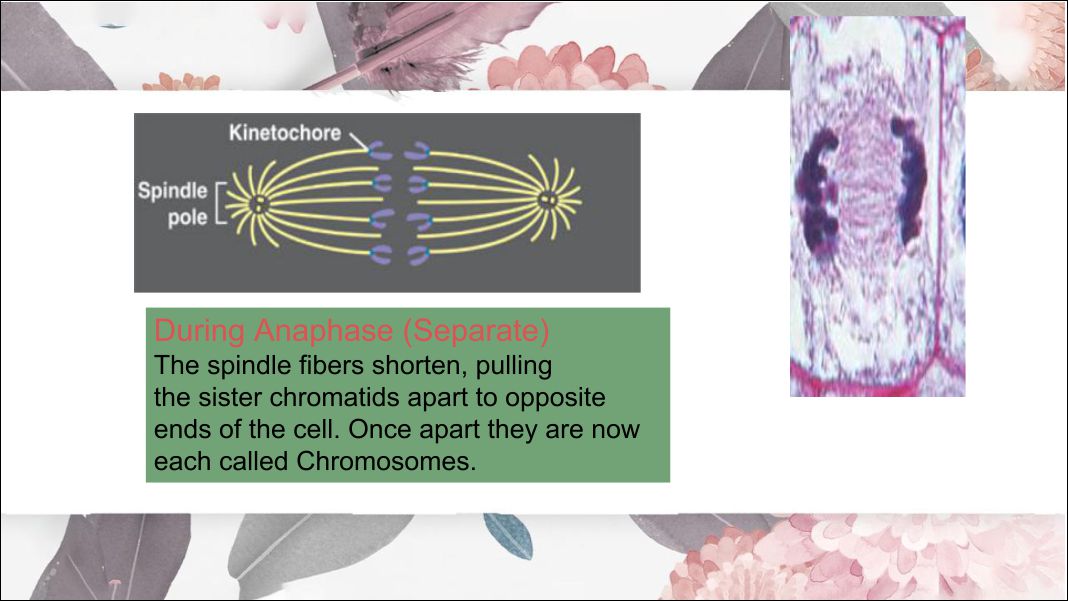 Kinetochore
Spindle
pole
During Anaphase (Separate)
The spindle fibers shorten, pulling
the sister chromatids apart to opposite
ends of the cell. Once apart they are now
each called Chromosomes.